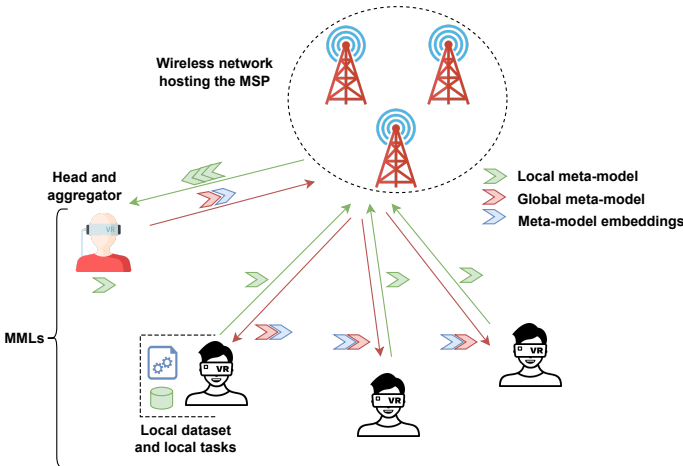 Wireless network
hosting the MSP
Head and
aggregator
Local meta-model
Global meta-model
Meta-model embeddings
VR
MMLs
VR
VR
VR
Local dataset
and local tasks